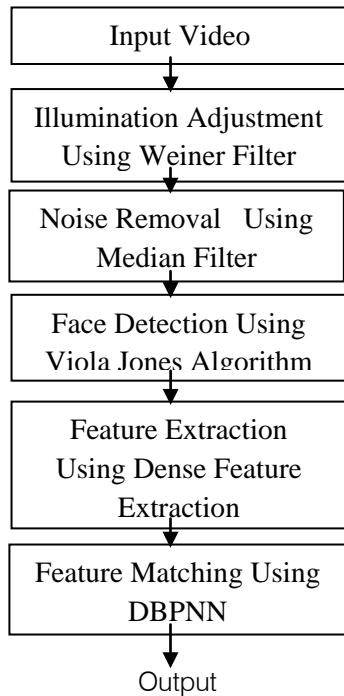 Input Video
Illumination Adjustment
Using Weiner Filter
Noise Removal Using
Median Filter
Face Detection Using
Viola Jones Algorithm
Feature Extraction
Using Dense Feature
Extraction
Feature Matching Using
DBPNN
Output